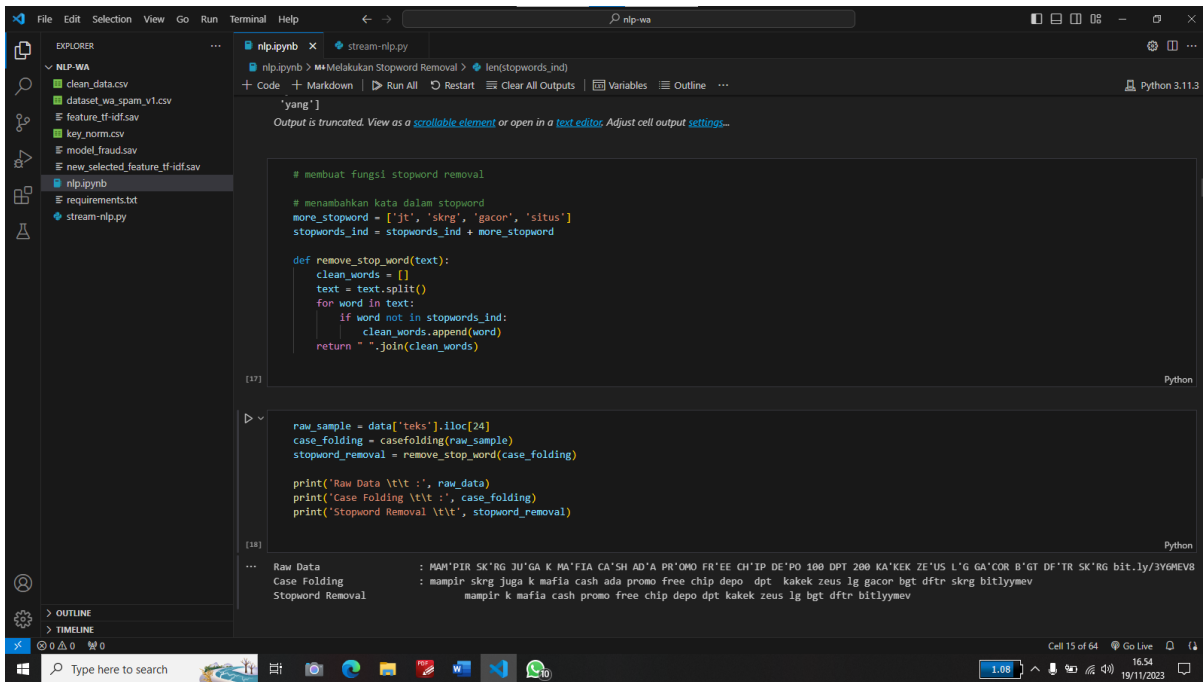 File Edit Selection View Go Run Terminal Help
nlp-wa
EXPLORER
NLP-WA
clean_data.csv
dataset_wa_spam_v1.csv
feature_tf-idf.sav
key_norm.csv
model_fraud.sav
new_selected_feature_tf-idf.sav
nlp.ipynb
requirements.txt
stream-nlp.py
OUTLINE
TIMELINE
nlp.ipynb stream-nlp.py
nlp.ipynb > M↓Melakukan Stopword Removal > len(stopwords_ind)
+ Code + Markdown Run All Restart Clear All Outputs Variables Outline ... Python 3.11.3
'yang']
Output is truncated. View as a scrollable element or open in a text editor. Adjust cell output settings...
# membuat fungsi stopword removal
# menambahkan kata dalam stopword
more_stopword = ['jt', 'skrg', 'gacor', 'situs']
stopwords_ind = stopwords_ind + more_stopword
def remove_stop_word(text):
clean_words = []
text = text.split()
for word in text:
if word not in stopwords_ind:
clean_words.append(word)
return " ".join(clean_words)
[17] Python
raw_sample = data['teks'].iloc[24]
case_folding = casefolding(raw_sample)
stopword_removal = remove_stop_word(case_folding)
print('Raw Data \t\t :', raw_data)
print('Case Folding \t\t :', case_folding)
print('Stopword Removal \t\t', stopword_removal)
[18] Python
... Raw Data : MAM'PIR SK'RG JU'GA K MA'FIA CA'SH AD'A PR'OMO FR'EE CH'IP DE'PO 100 DPT 200 KA'KEK ZE'US L'G GA'COR B'GT DF'TR SK'RG bit.ly/3Y6MEV8
Case Folding : mampir skrg juga k mafia cash ada promo free chip depo dpt kakek zeus lg gacor bgt dftr skrg bitlyymev
Stopword Removal mampir k mafia cash promo free chip depo dpt kakek zeus lg bgt dftr bitlyymev
0 0 0 Cell 15 of 64 Go Live
Type here to search
10
1.08
16.54
19/11/2023